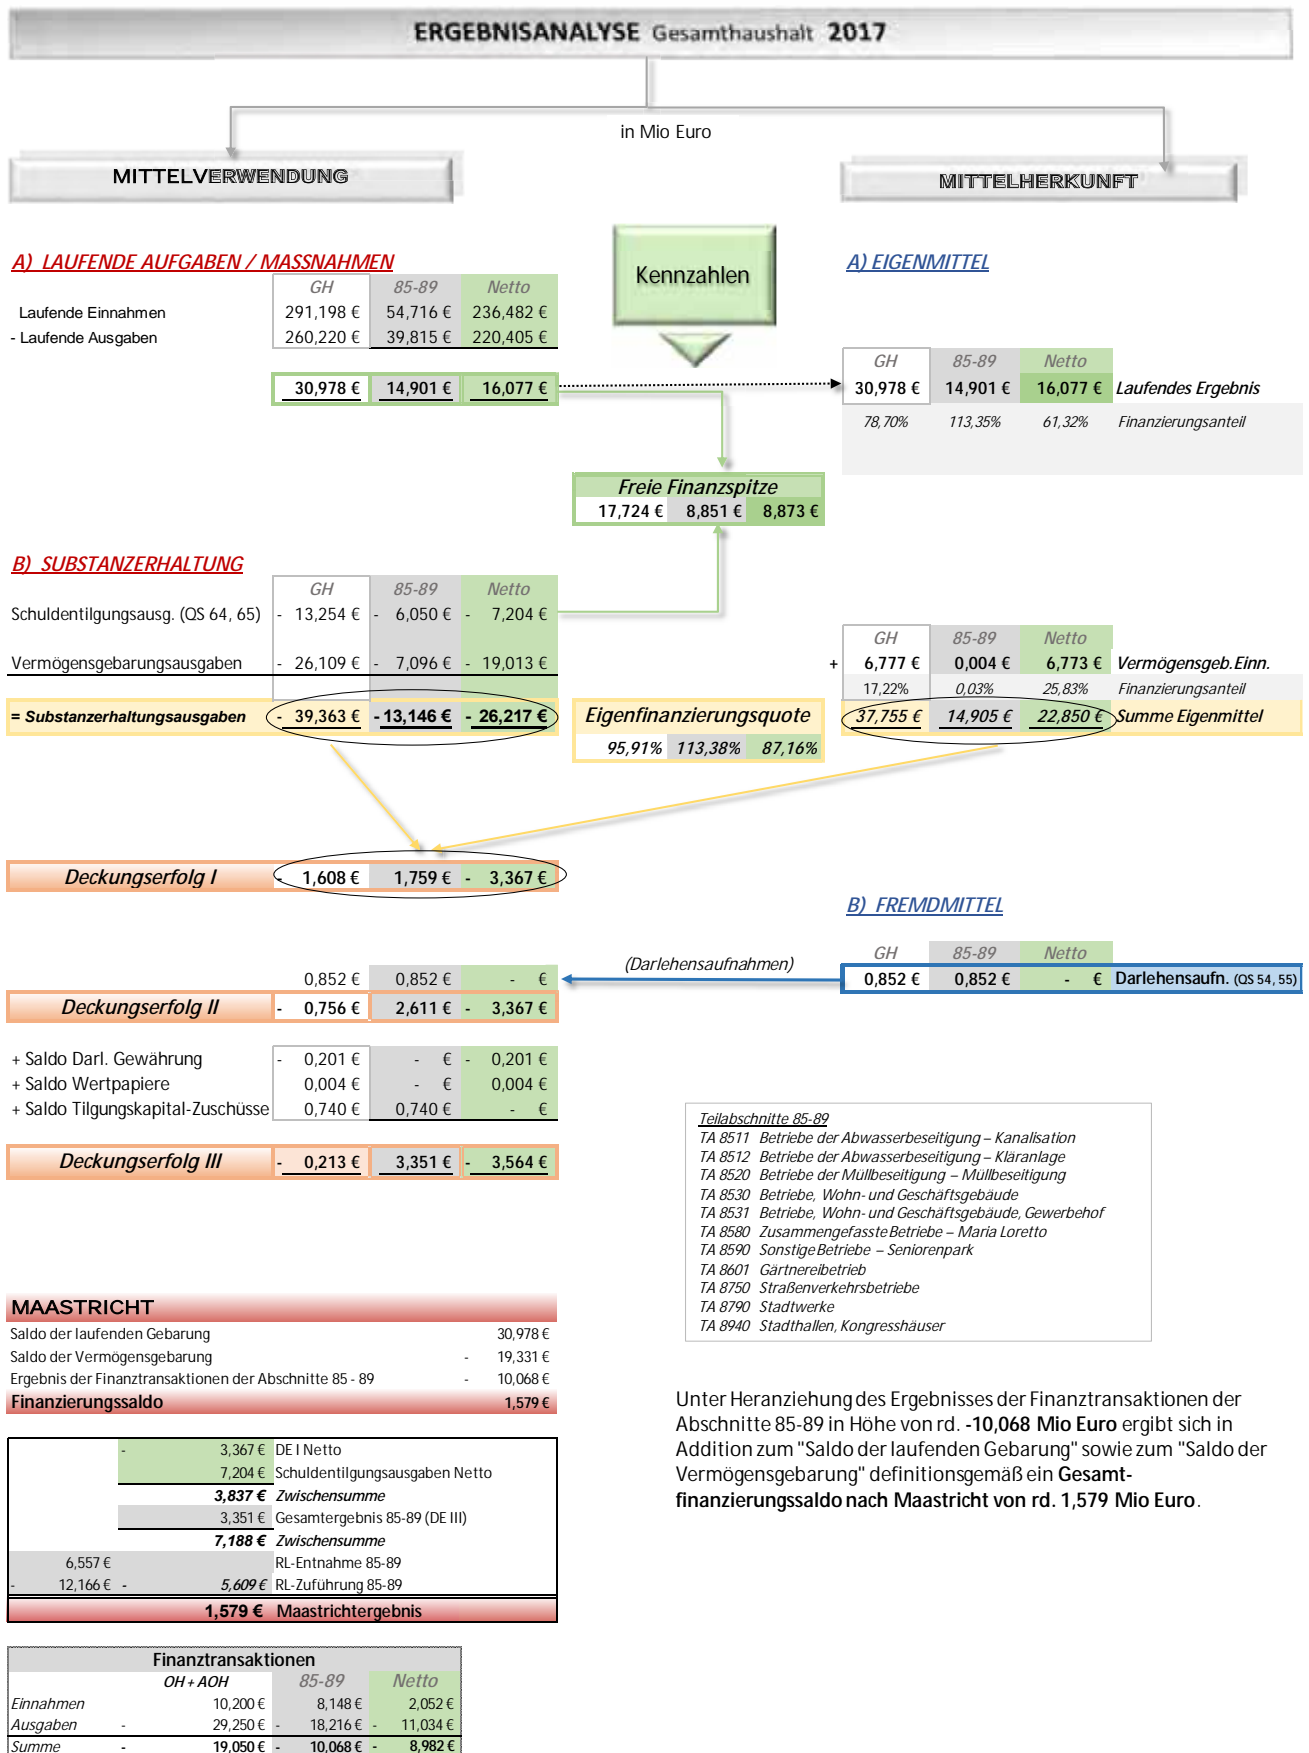 ERGEBNISANALYSE Gesamthaushalt 2017
in Mio Euro
MITTELVERWENDUNG
MITTELHERKUNFT
Kennzahlen
A) LAUFENDE AUFGABEN / MASSNAHMEN
GH 85-89 Netto
Laufende Einnahmen 291,198 € 54,716 € 236,482 €
- Laufende Ausgaben 260,220 € 39,815 € 220,405 €
30,978 € 14,901 € 16,077 €
A) EIGENMITTEL
GH 85-89 Netto
30,978 € 14,901 € 16,077 € Laufendes Ergebnis
78,70% 113,35% 61,32% Finanzierungsanteil
Freie Finanzspitze
17,724 € 8,851 € 8,873 €
B) SUBSTANZERHALTUNG
GH 85-89 Netto
Schuldentilgungsausg. (QS 64, 65) - 13,254 € - 6,050 € - 7,204 €
Vermögensgebarungsausgaben - 26,109 € - 7,096 € - 19,013 €
= Substanzerhaltungsausgaben - 39,363 € - 13,146 € - 26,217 €
GH 85-89 Netto
+ 6,777 € 0,004 € 6,773 € Vermögensgeb.Einn.
17,22% 0,03% 25,83% Finanzierungsanteil
37,755 € 14,905 € 22,850 € Summe Eigenmittel
Eigenfinanzierungsquote
95,91% 113,38% 87,16%
Deckungserfolg I - 1,608 € 1,759 € - 3,367 €
B) FREMDMITTEL
GH 85-89 Netto
0,852 € 0,852 € - € Darlehensaufn. (QS 54, 55)
(Darlehensaufnahmen)
0,852 € 0,852 € - €
Deckungserfolg II - 0,756 € 2,611 € - 3,367 €
+ Saldo Darl. Gewährung - 0,201 € - € - 0,201 €
+ Saldo Wertpapiere 0,004 € - € 0,004 €
+ Saldo Tilgungskapital-Zuschüsse 0,740 € 0,740 € - €
Deckungserfolg III - 0,213 € 3,351 € - 3,564 €
Teilabschnitte 85-89
TA 8511 Betriebe der Abwasserbeseitigung – Kanalisation
TA 8512 Betriebe der Abwasserbeseitigung – Kläranlage
TA 8520 Betriebe der Müllbeseitigung – Müllbeseitigung
TA 8530 Betriebe, Wohn- und Geschäftsgebäude
TA 8531 Betriebe, Wohn- und Geschäftsgebäude, Gewerbehof
TA 8580 Zusammengefasste Betriebe – Maria Loretto
TA 8590 Sonstige Betriebe – Seniorenpark
TA 8601 Gärtnereibetrieb
TA 8750 Straßenverkehrsbetriebe
TA 8790 Stadtwerke
TA 8940 Stadthallen, Kongresshäuser
MAASTRICHT
Saldo der laufenden Gebarung 30,978 €
Saldo der Vermögensgebarung - 19,331 €
Ergebnis der Finanztransaktionen der Abschnitte 85 - 89 - 10,068 €
Finanzierungssaldo 1,579 €
Unter Heranziehung des Ergebnisses der Finanztransaktionen der
Abschnitte 85-89 in Höhe von rd. -10,068 Mio Euro ergibt sich in
Addition zum "Saldo der laufenden Gebarung" sowie zum "Saldo der
Vermögensgebarung" definitionsgemäß ein Gesamt-
finanzierungssaldo nach Maastricht von rd. 1,579 Mio Euro.
- 3,367 € DE I Netto
7,204 € Schuldentilgungsausgaben Netto
3,837 € Zwischensumme
3,351 € Gesamtergebnis 85-89 (DE III)
7,188 € Zwischensumme
6,557 € RL-Entnahme 85-89
- 12,166 € - 5,609 € RL-Zuführung 85-89
1,579 € Maastrichtergebnis
Finanztransaktionen
OH + AOH 85-89 Netto
Einnahmen 10,200 € 8,148 € 2,052 €
Ausgaben - 29,250 € - 18,216 € - 11,034 €
Summe - 19,050 € - 10,068 € - 8,982 €